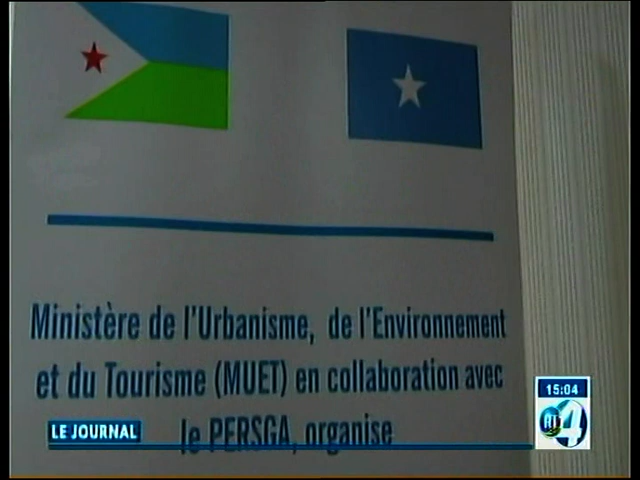 Ministère de l'Urbanisme, de l'Environnement
et du Tourisme (MUET) en collaboration avec
le PERSGA, organise
LE JOURNAL
15:04
4